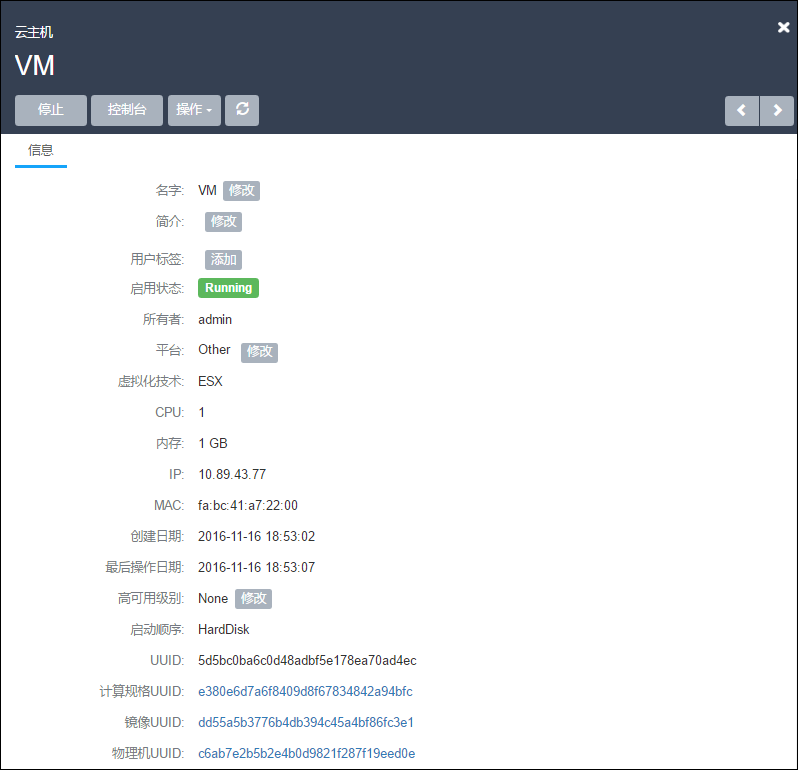 云主机
VM
停止 控制台 操作
信息
名字: VM 修改
简介: 修改
用户标签: 添加
启用状态: Running
所有者: admin
平台: Other 修改
虚拟化技术: ESX
CPU: 1
内存: 1 GB
IP: 10.89.43.77
MAC: fa:bc:41:a7:22:00
创建日期: 2016-11-16 18:53:02
最后操作日期: 2016-11-16 18:53:07
高可用级别: None 修改
启动顺序: HardDisk
UUID: 5d5bc0ba6c0d48adbf5e178ea70ad4ec
计算规格UUID: e380e6d7a6f8409d8f67834842a94bfc
镜像UUID: dd55a5b3776b4db394c45a4bf86fc3e1
物理机UUID: c6ab7e2b5b2e4b0d9821f287f19eed0e